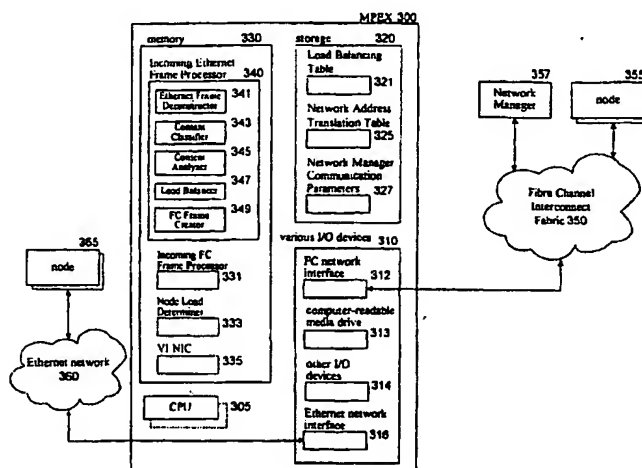 MPEX 300
memory 330
Incoming Ethernet
Frame Processor 340
Ethernet Frame
Deconstructor
341
Content
Classifier
343
Content
Analyzer
345
Load Balancer
347
FC Frame
Creator
349
Incoming FC
Frame Processor
331
Node Load
Determiner
333
VI NIC
335
CPU
305
storage 320
Load Balancing
Table
321
Network Address
Translation Table
325
Network Manager
Communication
Parameters
327
various I/O devices 310
FC network
interface
312
computer-readable
media drive
313
other I/O
devices
314
Ethernet network
interface
316
365
node
Ethernet network
360
357
Network
Manager
355
node
Fibre Channel
Interconnect
Fabric 350